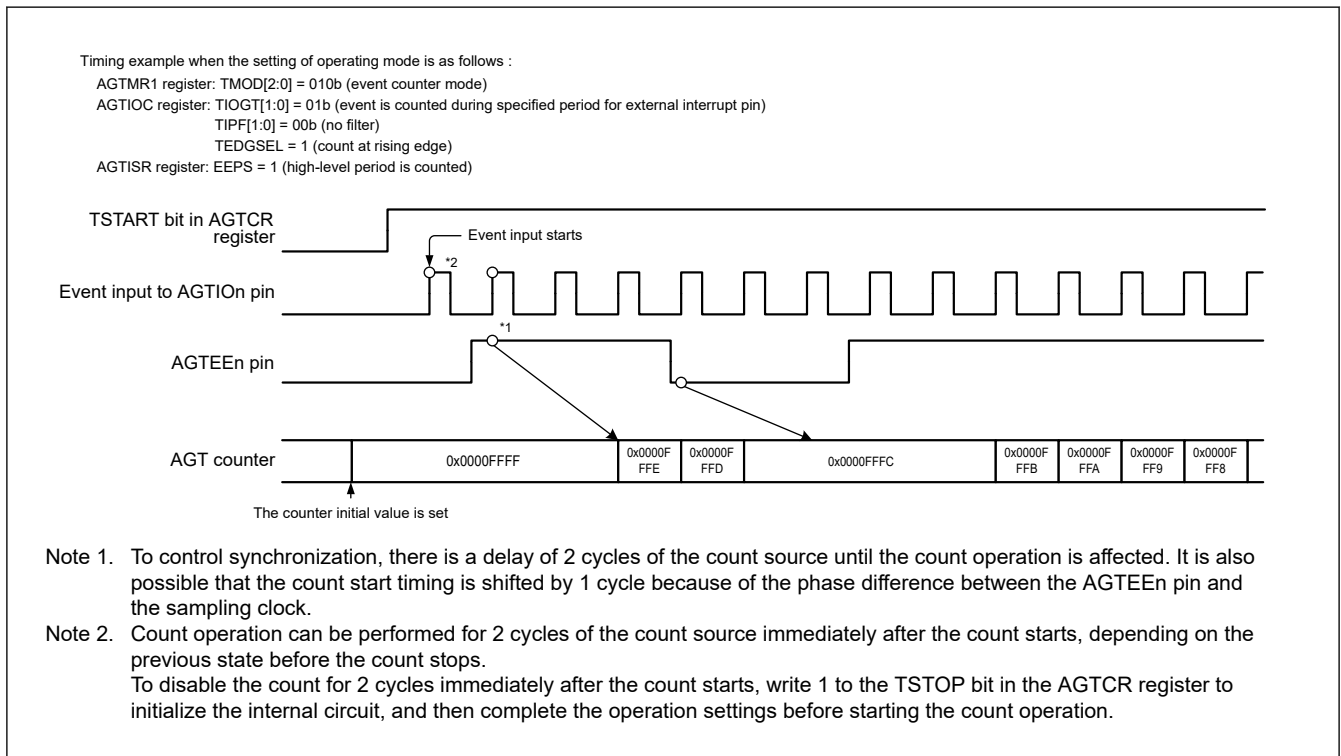 Timing example when the setting of operating mode is as follows :
AGTMR1 register: TMOD[2:0] = 010b (event counter mode)
AGTIOC register: TIOGT[1:0] = 01b (event is counted during specified period for external interrupt pin)
TIPF[1:0] = 00b (no filter)
TEDGSEL = 1 (count at rising edge)
AGTISR register: EEPS = 1 (high-level period is counted)
TSTART bit in AGTCR
register
Event input starts
*2
Event input to AGTIOn pin
*1
AGTEEn pin
AGT counter
0x0000FFFF
0x0000F
FFE
0x0000F
FFD
0x0000FFFC
0x0000F
FFB
0x0000F
FFA
0x0000F
FF9
0x0000F
FF8
The counter initial value is set
Note 1. To control synchronization, there is a delay of 2 cycles of the count source until the count operation is affected. It is also
possible that the count start timing is shifted by 1 cycle because of the phase difference between the AGTEEn pin and
the sampling clock.
Note 2. Count operation can be performed for 2 cycles of the count source immediately after the count starts, depending on the
previous state before the count stops.
To disable the count for 2 cycles immediately after the count starts, write 1 to the TSTOP bit in the AGTCR register to
initialize the internal circuit, and then complete the operation settings before starting the count operation.